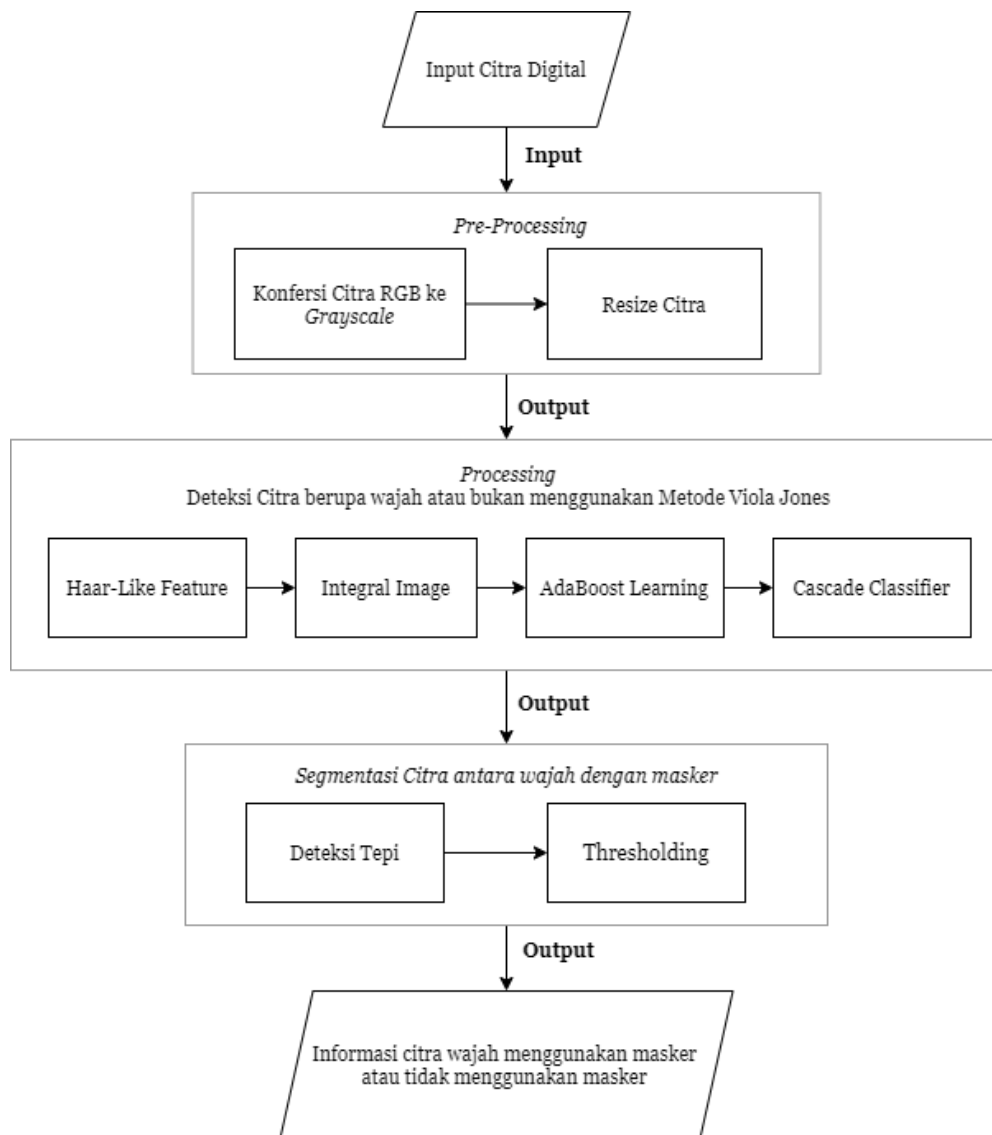 Input Citra Digital
Input
Pre-Processing
Konfersi Citra RGB ke
Grayscale
Resize Citra
Output
Processing
Deteksi Citra berupa wajah atau bukan menggunakan Metode Viola Jones
Haar-Like Feature
Integral Image
AdaBoost Learning
Cascade Classifier
Output
Segmentasi Citra antara wajah dengan masker
Deteksi Tepi
Thresholding
Output
Informasi citra wajah menggunakan masker
atau tidak menggunakan masker